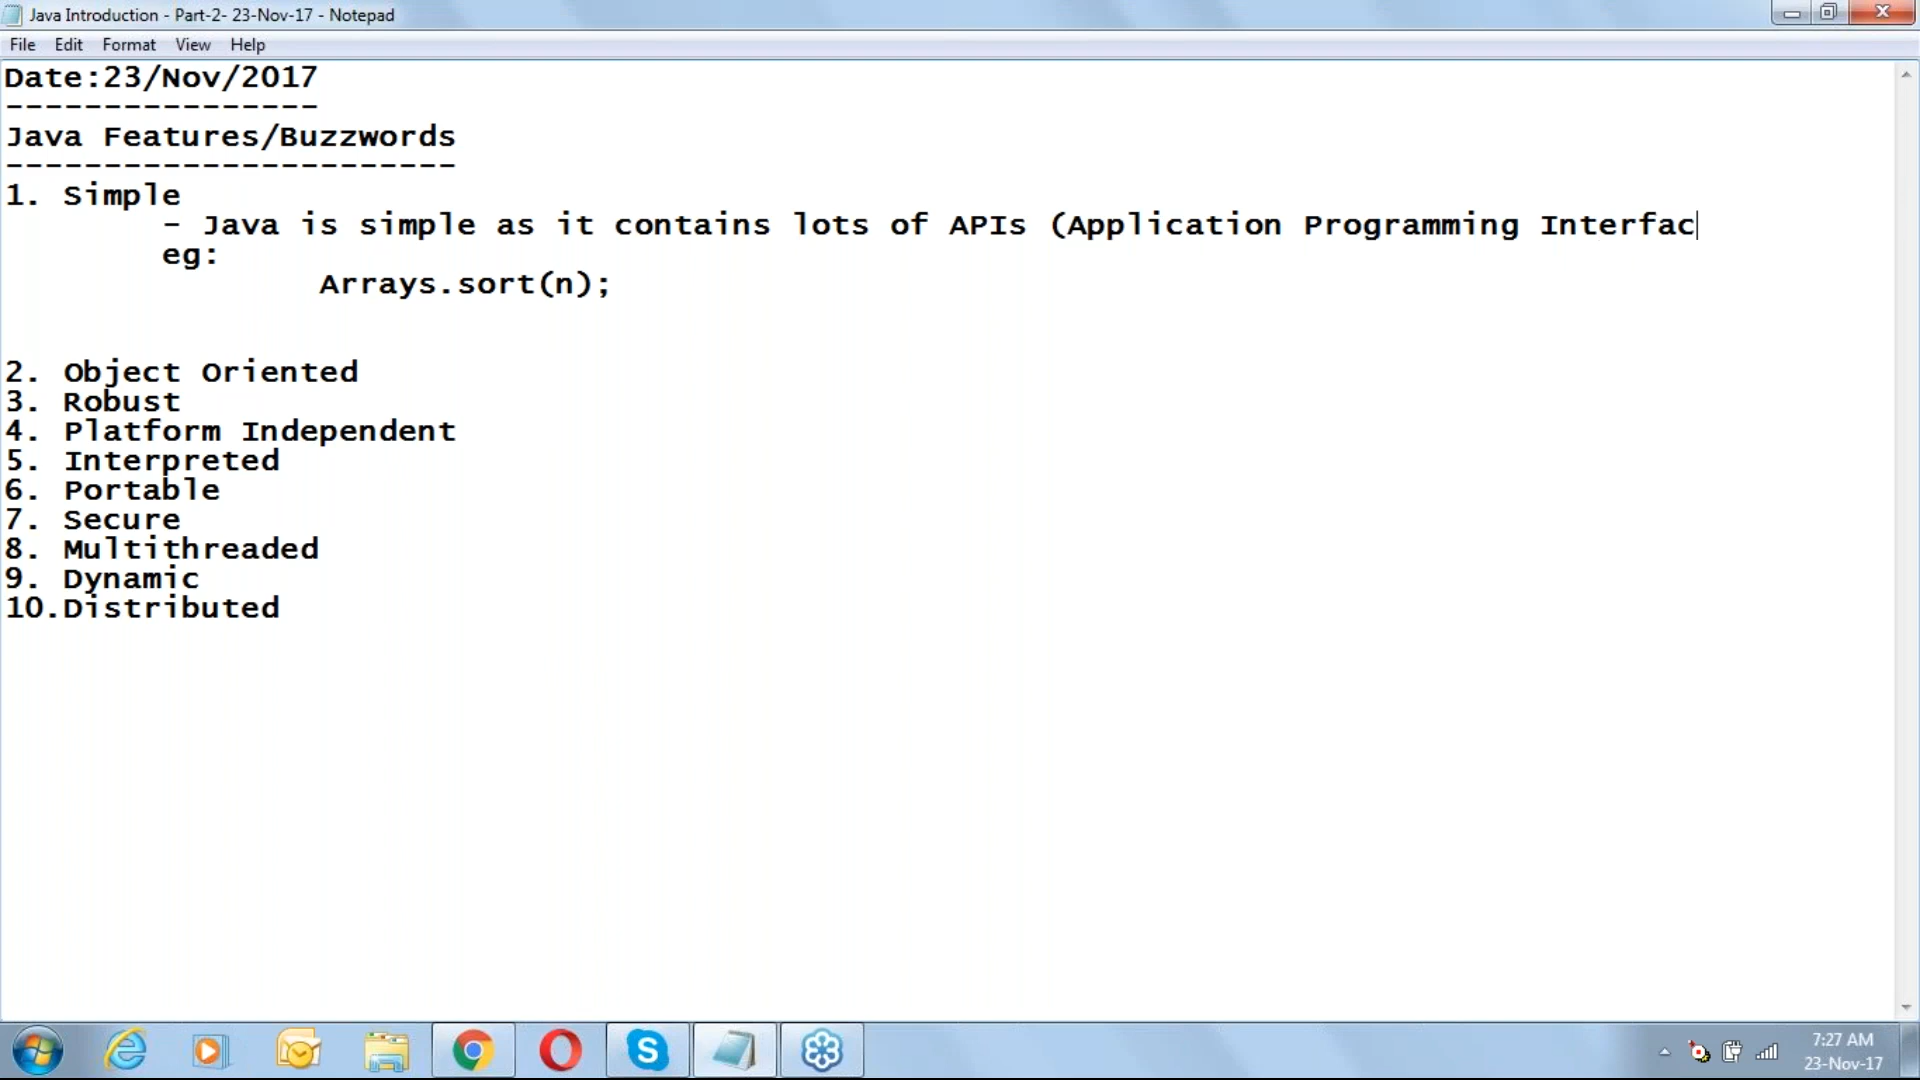 Java Introduction - Part-2- 23-Nov-17 - Notepad
File Edit Format View Help
Date:23/Nov/2017
----------------
Java Features/Buzzwords
-----------------------
1. Simple
- Java is simple as it contains lots of APIs (Application Programming Interfac
eg:
Arrays.sort(n);
2. Object Oriented
3. Robust
4. Platform Independent
5. Interpreted
6. Portable
7. Secure
8. Multithreaded
9. Dynamic
10.Distributed
7:27 AM
23-Nov-17